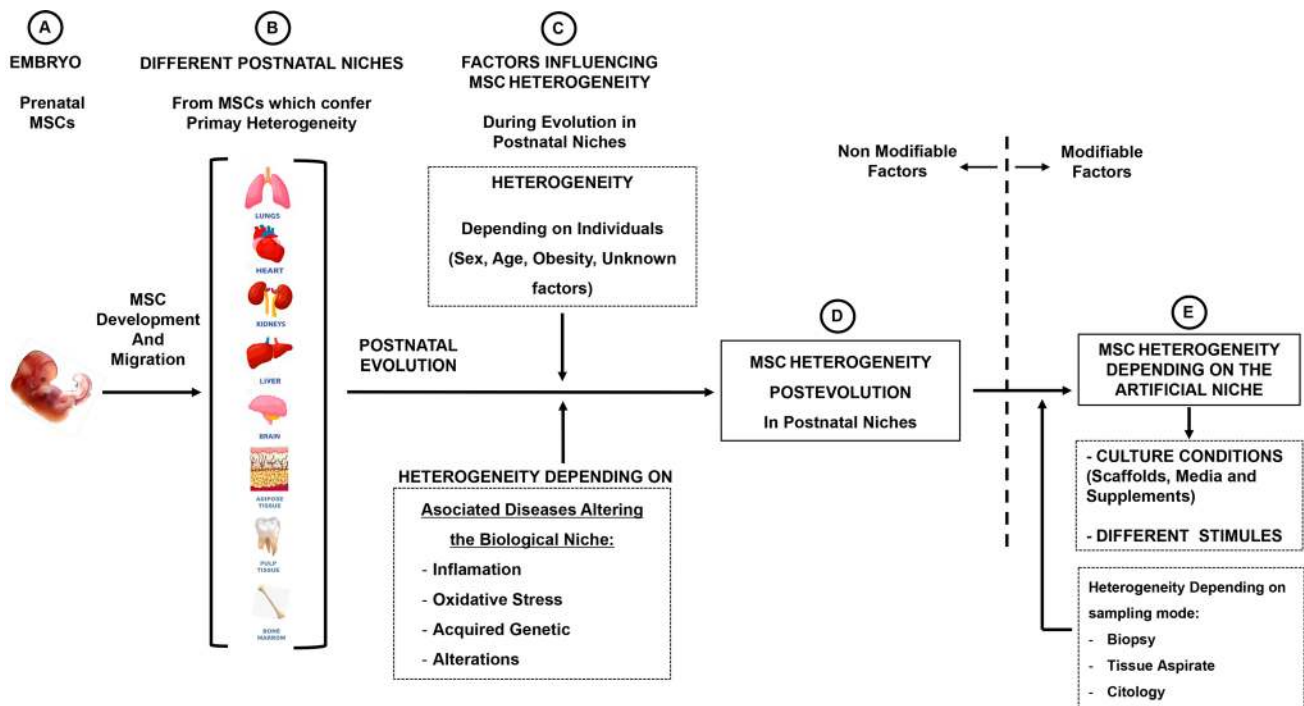 A
EMBRYO
Prenatal
MSCs
MSC
Development
And
Migration
B
DIFFERENT POSTNATAL NICHES
From MSCs which confer
Primay Heterogeneity
LUNGS
HEART
KIDNEYS
LIVER
BRAIN
ADIPOSE
TISSUE
PULP
TISSUE
BONE
MARROW
POSTNATAL
EVOLUTION
C
FACTORS INFLUENCING
MSC HETEROGENEITY
During Evolution in
Postnatal Niches
HETEROGENEITY
Depending on Individuals
(Sex, Age, Obesity, Unknown
factors)
HETEROGENEITY DEPENDING ON
Asociated Diseases Altering
the Biological Niche:
- Inflamation
- Oxidative Stress
- Acquired Genetic
- Alterations
D
MSC HETEROGENEITY
POSTEVOLUTION
In Postnatal Niches
Non Modifiable
Factors
Modifiable
Factors
E
MSC HETEROGENEITY
DEPENDING ON THE
ARTIFICIAL NICHE
- CULTURE CONDITIONS
(Scaffolds, Media and
Supplements)
- DIFFERENT STIMULES
Heterogeneity Depending on
sampling mode:
- Biopsy
- Tissue Aspirate
- Citology